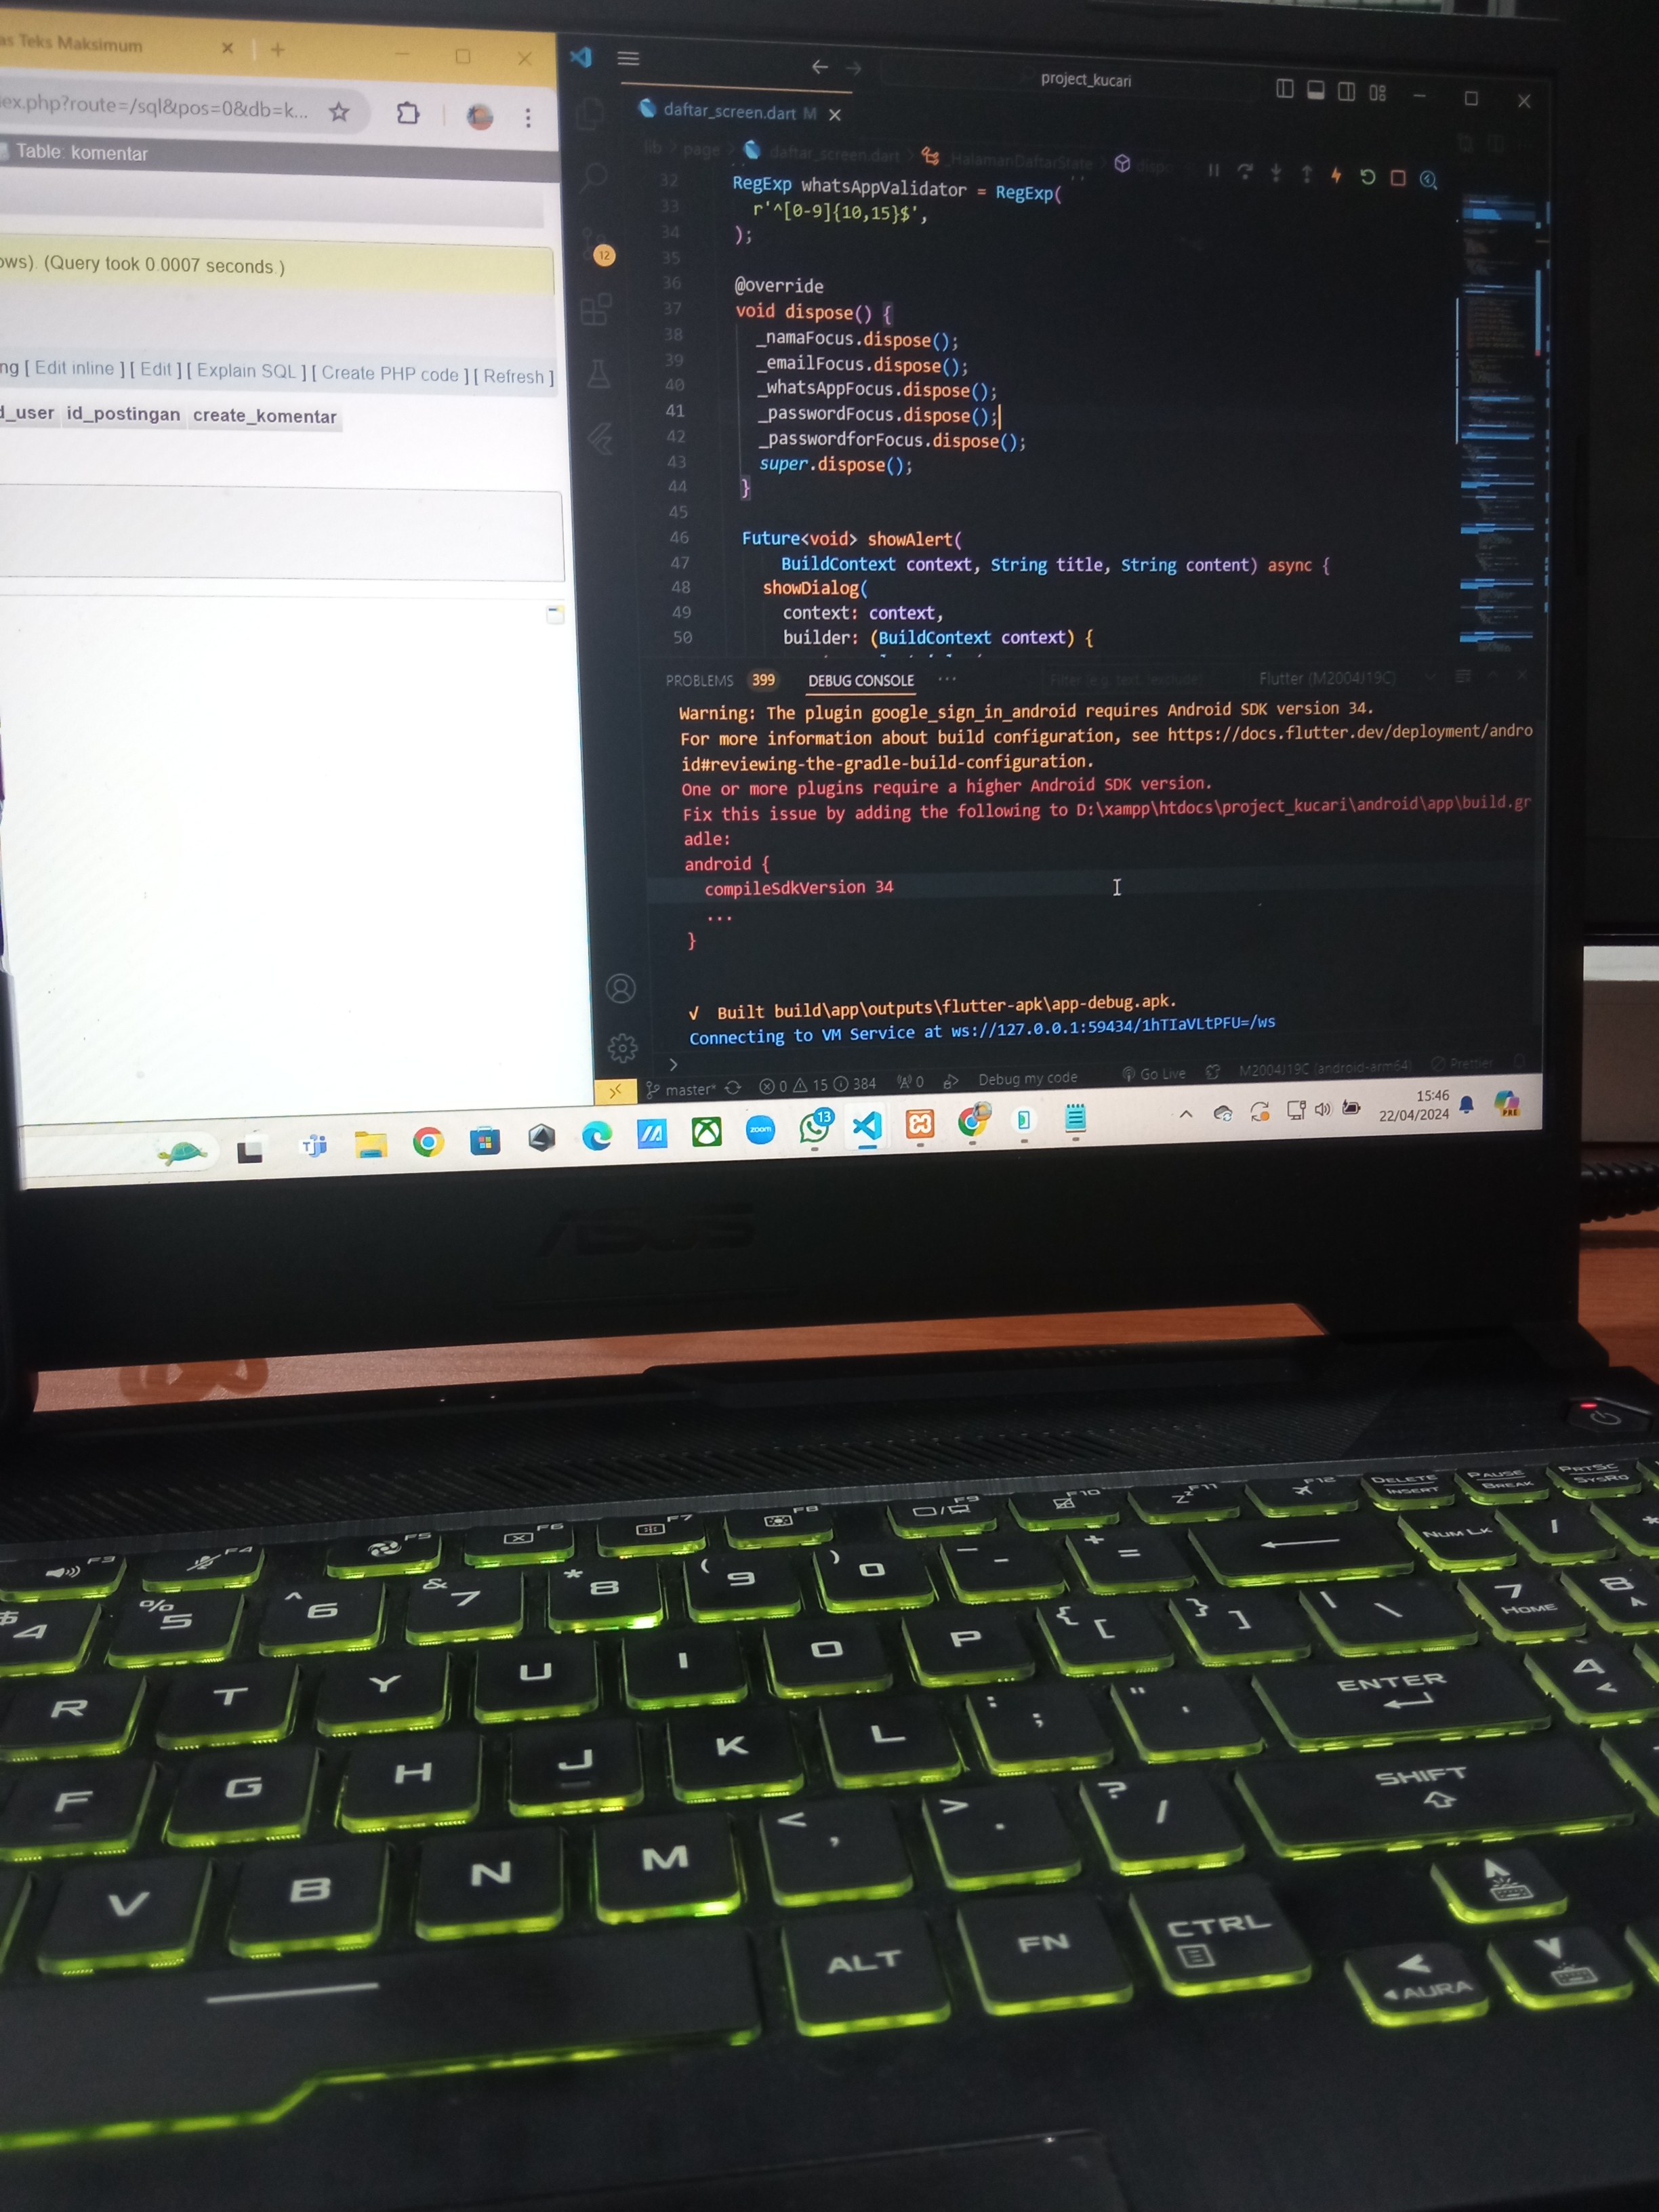 as Teks Maksimum
ex.php?route=/sql&pos=0&db=k...
Table: komentar
ows). (Query took 0.0007 seconds.)
ng [ Edit inline ] [ Edit ] [ Explain SQL ] [ Create PHP code ] [ Refresh ]
d_user id_postingan create_komentar
project_kucari
daftar_screen.dart M
lib > page > daftar_screen.dart > _HalamanDaftarState > disp
12
32 RegExp whatsAppValidator = RegExp(
33 r'^[0-9]{10,15}$',
34 );
35
36 @override
37 void dispose() {
38 _namaFocus.dispose();
39 _emailFocus.dispose();
40 _whatsAppFocus.dispose();
41 _passwordFocus.dispose();
42 _passwordforFocus.dispose();
43 super.dispose();
44 }
45
46 Future<void> showAlert(
47 BuildContext context, String title, String content) async {
48 showDialog(
49 context: context,
50 builder: (BuildContext context) {
PROBLEMS 399 DEBUG CONSOLE ... Flutter (M2004J19C)
Warning: The plugin google_sign_in_android requires Android SDK version 34.
For more information about build configuration, see https://docs.flutter.dev/deployment/andro
id#reviewing-the-gradle-build-configuration.
One or more plugins require a higher Android SDK version.
Fix this issue by adding the following to D:\xampp\htdocs\project_kucari\android\app\build.gr
adle:
android {
compileSdkVersion 34
...
}
√ Built build\app\outputs\flutter-apk\app-debug.apk.
Connecting to VM Service at ws://127.0.0.1:59434/1hTIaVLtPFU=/ws
>
master* 0 15 384 0 Debug my code Go Live M2004J19C (android-arm64) Prettier
zoom 13 PRE
15:46
22/04/2024
ASUS
F3 F4 F5 F6 F7 F8 F9 F10 F11 F12 DELETE INSERT PAUSE BREAK PRTSC SYSRQ
$ 4 % 5 ^ 6 & 7 * 8 ( 9 ) 0 _ - + = NUM LK / *
R T Y U I O P { [ } ] | \ 7 HOME 8
F G H J K L : ; " ' ENTER 4
V B N M < , > . ? / SHIFT
ALT FN CTRL AURA